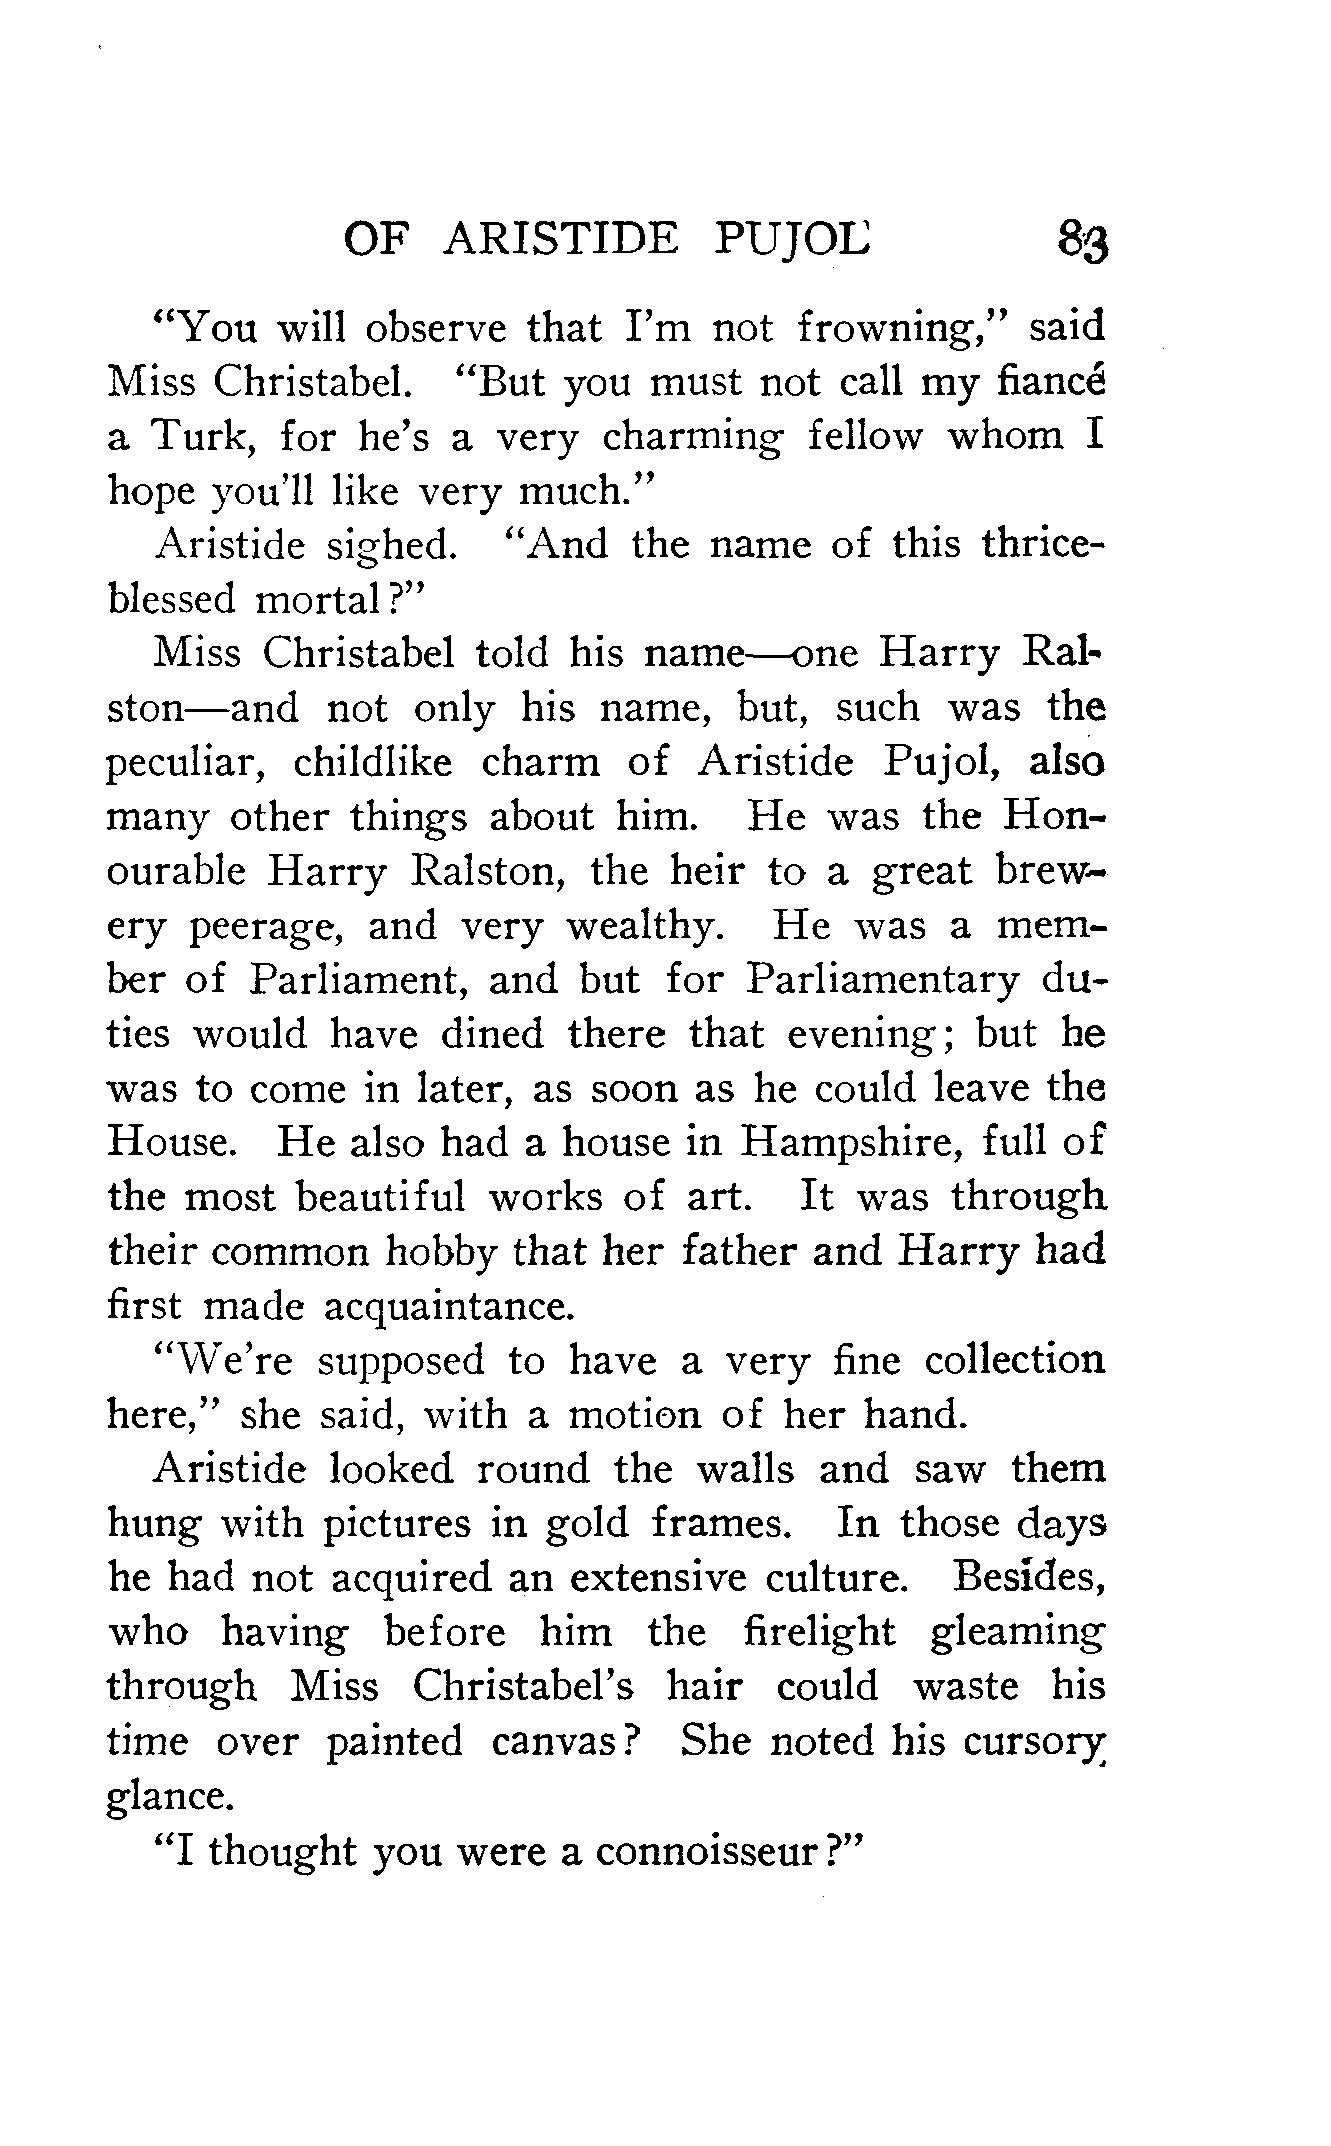 OF ARISTIDE PUJOL 83
"You will observe that I'm not frowning," said
Miss Christabel. "But you must not call my fiancé
a Turk, for he's a very charming fellow whom I
hope you'll like very much."
Aristide sighed. "And the name of this thrice-
blessed mortal?"
Miss Christabel told his name—one Harry Ral-
ston—and not only his name, but, such was the
peculiar, childlike charm of Aristide Pujol, also
many other things about him. He was the Hon-
ourable Harry Ralston, the heir to a great brew-
ery peerage, and very wealthy. He was a mem-
ber of Parliament, and but for Parliamentary du-
ties would have dined there that evening; but he
was to come in later, as soon as he could leave the
House. He also had a house in Hampshire, full of
the most beautiful works of art. It was through
their common hobby that her father and Harry had
first made acquaintance.
"We're supposed to have a very fine collection
here," she said, with a motion of her hand.
Aristide looked round the walls and saw them
hung with pictures in gold frames. In those days
he had not acquired an extensive culture. Besides,
who having before him the firelight gleaming
through Miss Christabel's hair could waste his
time over painted canvas? She noted his cursory
glance.
"I thought you were a connoisseur?"